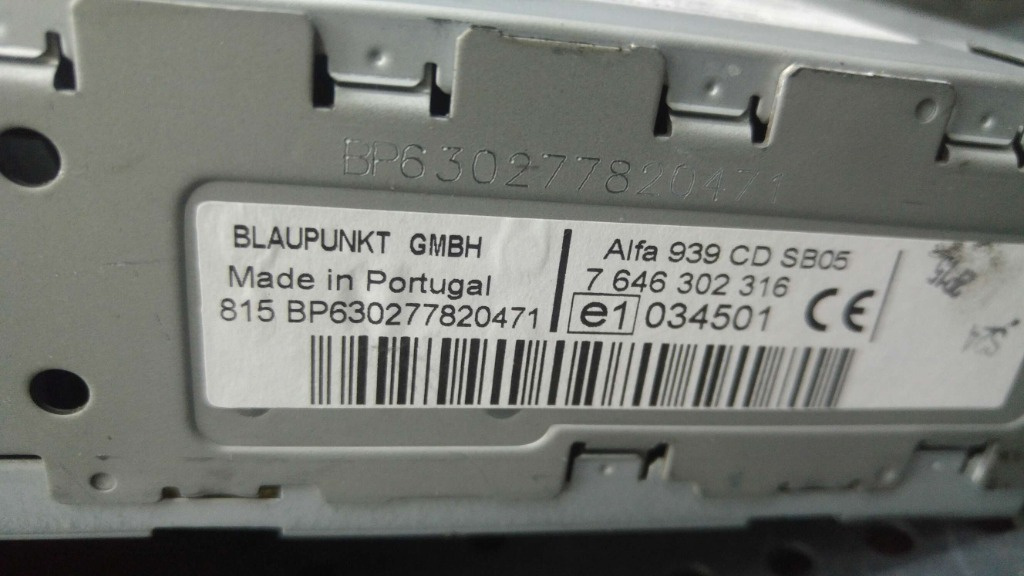 BP630277820471
BLAUPUNKT GMBH
Made in Portugal
815 BP630277820471
Alfa 939 CD SB05
7 646 302 316
e1 034501 CE